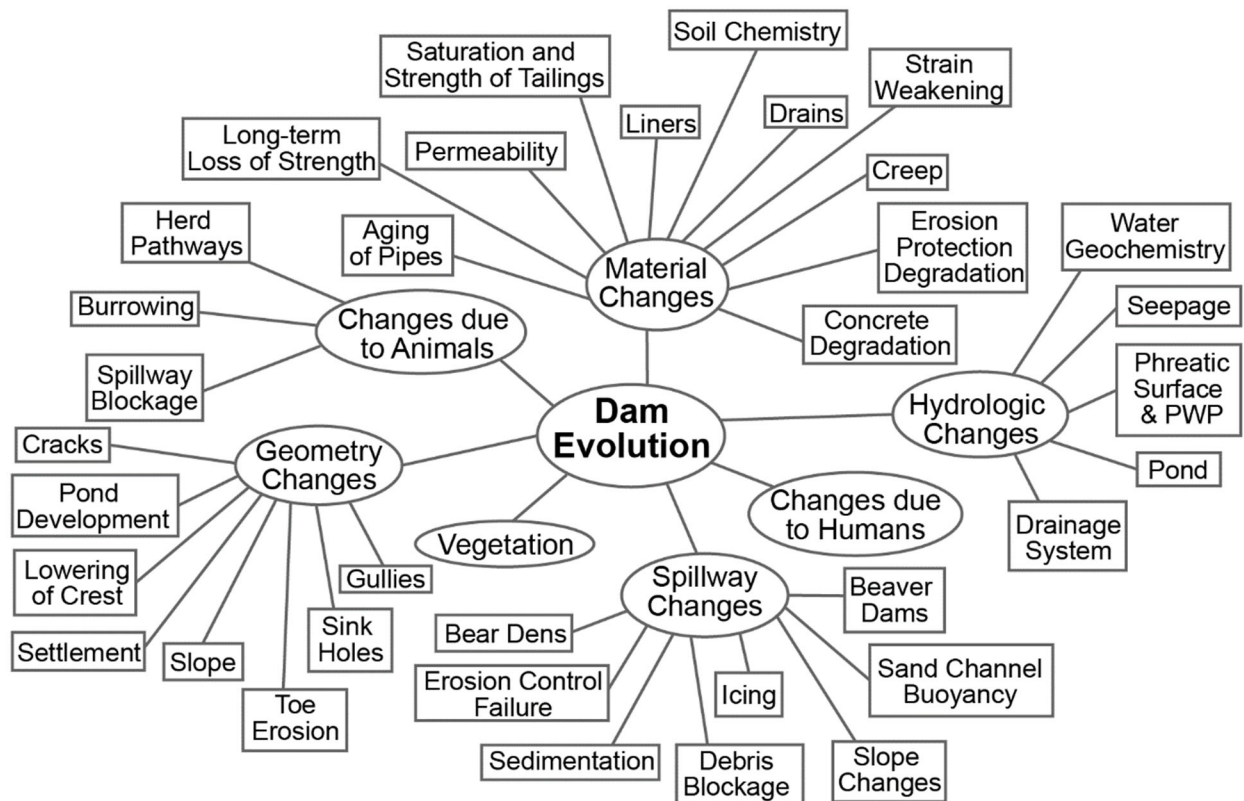 Soil Chemistry
Saturation and
Strength of Tailings
Strain
Weakening
Liners
Drains
Long-term
Loss of Strength
Permeability
Creep
Herd
Pathways
Aging
of Pipes
Material
Changes
Erosion
Protection
Degradation
Water
Geochemistry
Burrowing
Changes due
to Animals
Concrete
Degradation
Seepage
Spillway
Blockage
Phreatic
Surface
& PWP
Dam
Evolution
Hydrologic
Changes
Cracks
Geometry
Changes
Pond
Pond
Development
Vegetation
Changes due
to Humans
Drainage
System
Lowering
of Crest
Gullies
Spillway
Changes
Beaver
Dams
Settlement
Slope
Sink
Holes
Bear Dens
Toe
Erosion
Erosion Control
Failure
Icing
Sand Channel
Buoyancy
Sedimentation
Debris
Blockage
Slope
Changes